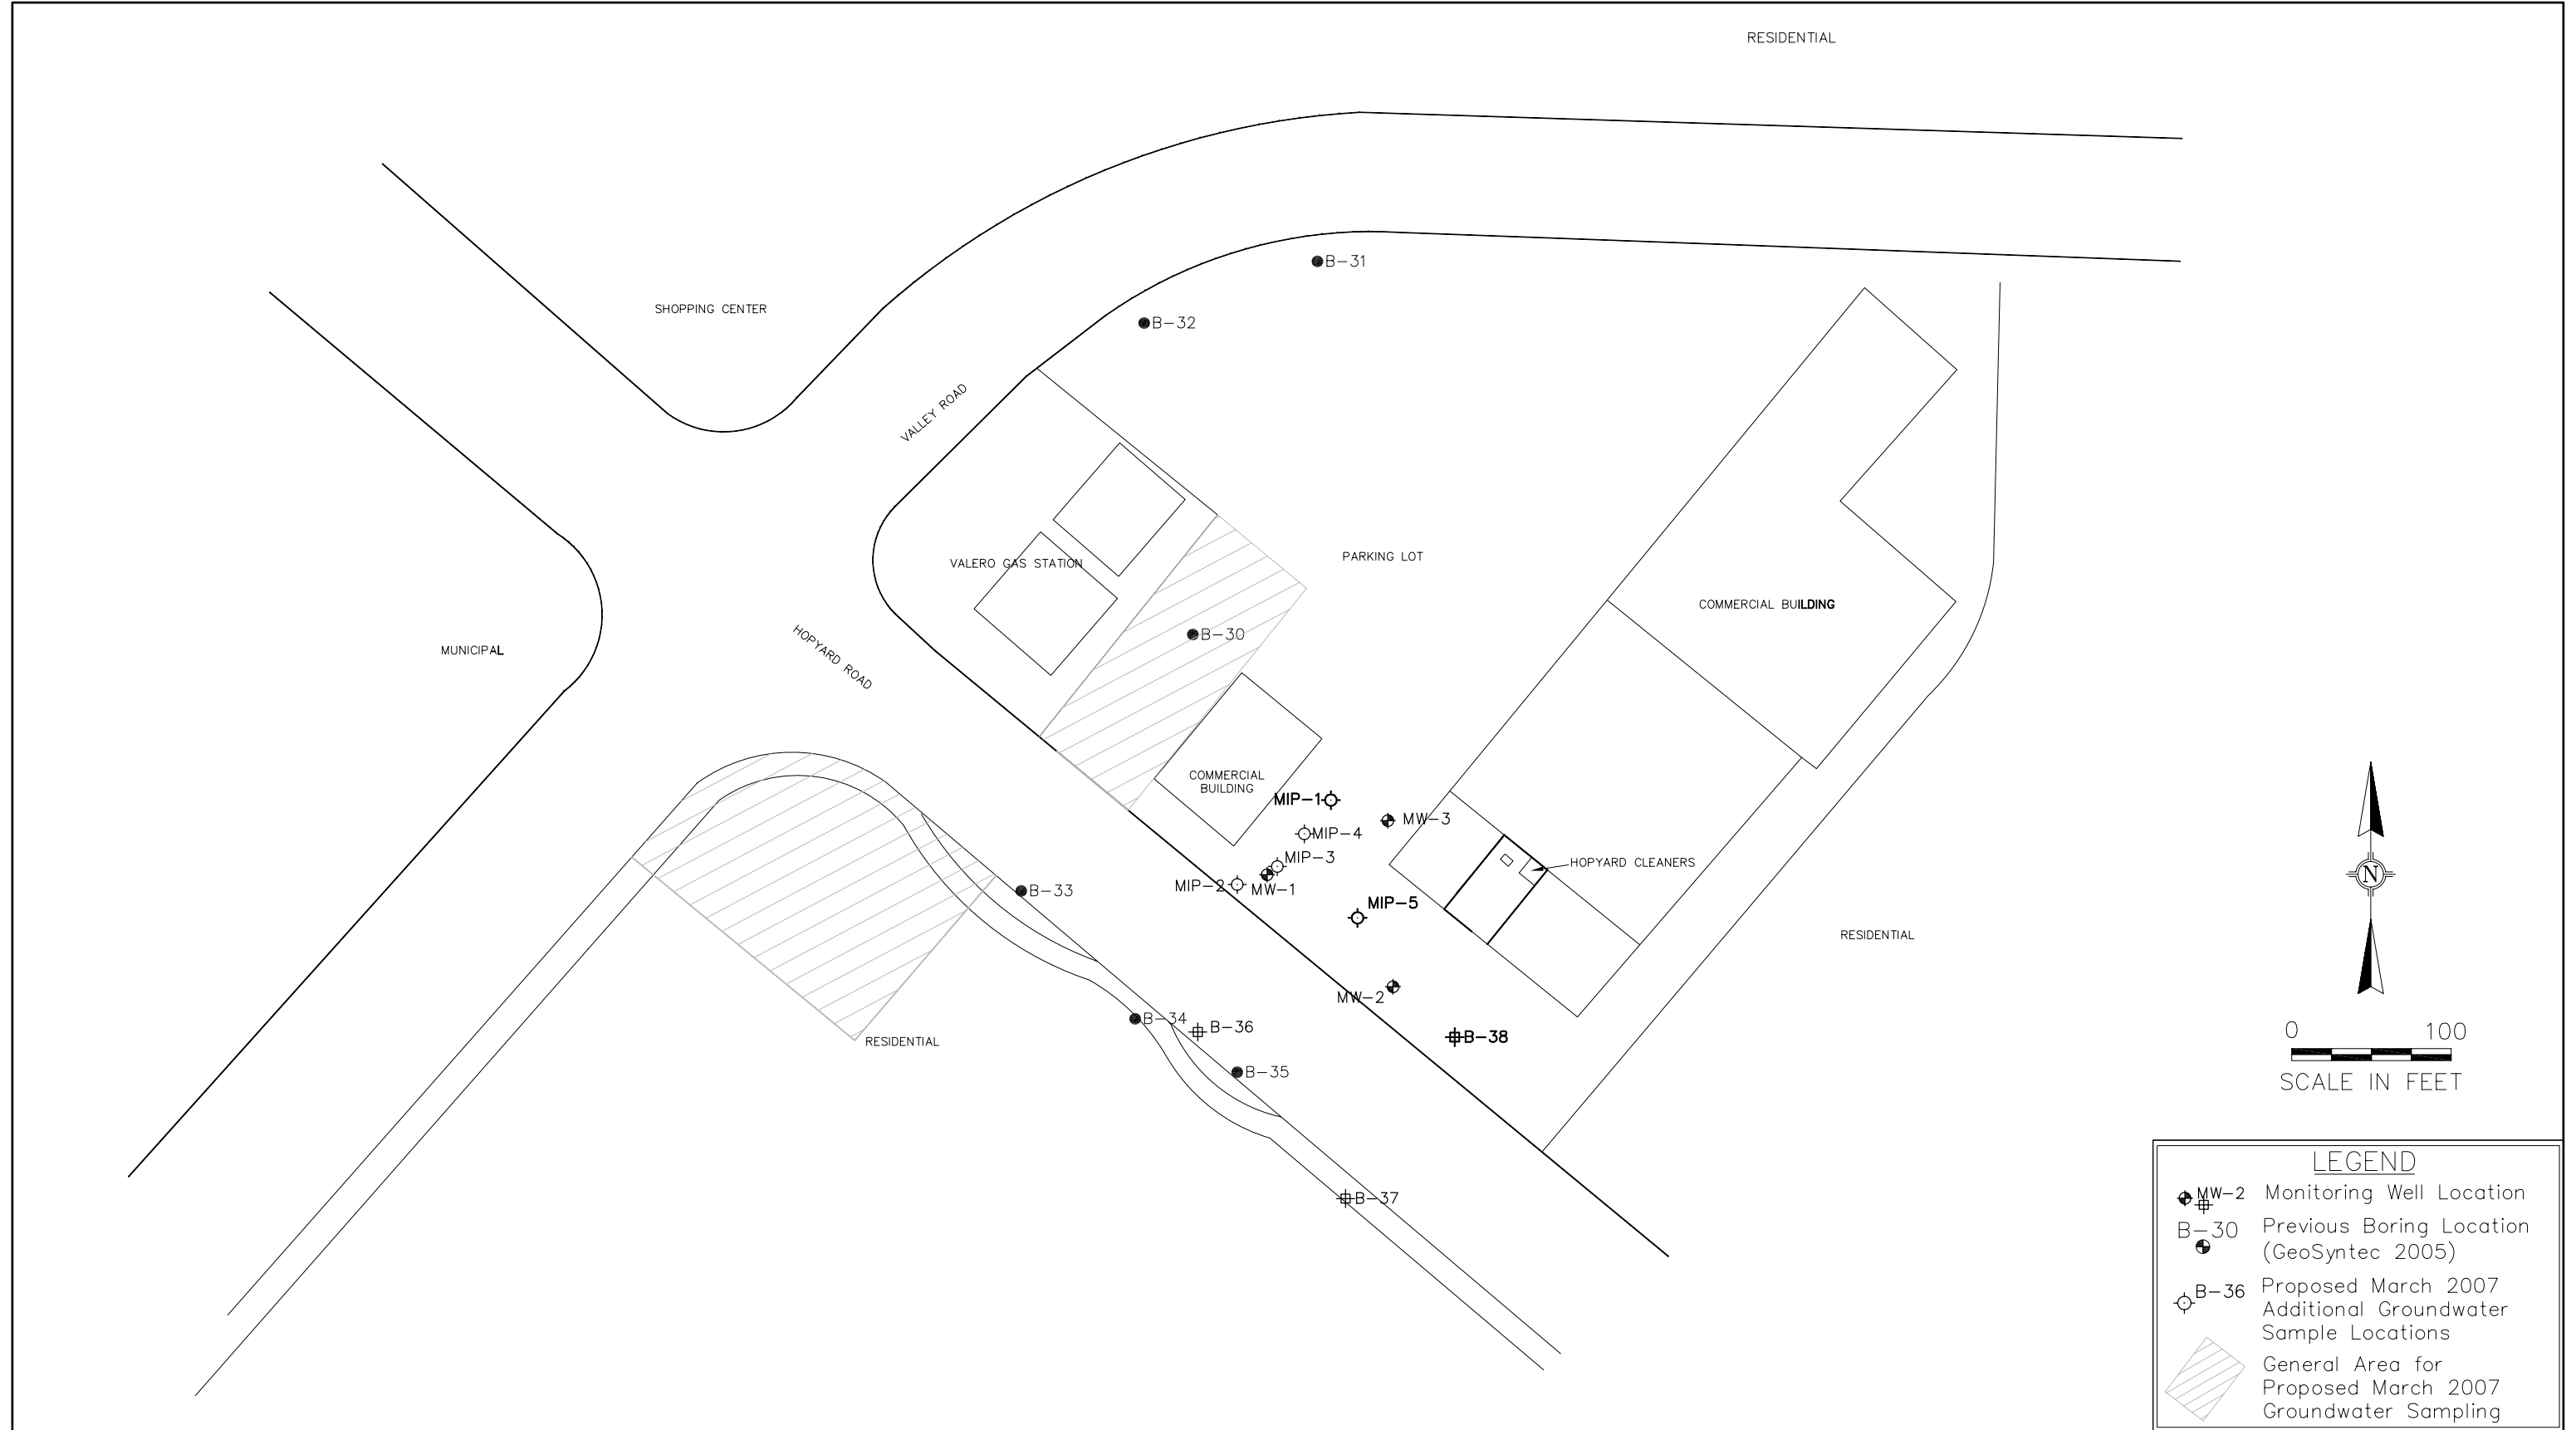 RESIDENTIAL
B-31
SHOPPING CENTER
B-32
VALLEY ROAD
PARKING LOT
VALERO GAS STATION
COMMERCIAL BUILDING
B-30
HOPYARD ROAD
MUNICIPAL
COMMERCIAL
BUILDING
MIP-1
MW-3
MIP-4
MIP-3
HOPYARD CLEANERS
MIP-2
MW-1
B-33
MIP-5
N
RESIDENTIAL
MW-2
B-34
B-36
RESIDENTIAL
B-38
B-35
0 100
SCALE IN FEET
B-37
LEGEND
MW-2 Monitoring Well Location
B-30 Previous Boring Location
(GeoSyntec 2005)
B-36 Proposed March 2007
Additional Groundwater
Sample Locations
General Area for
Proposed March 2007
Groundwater Sampling